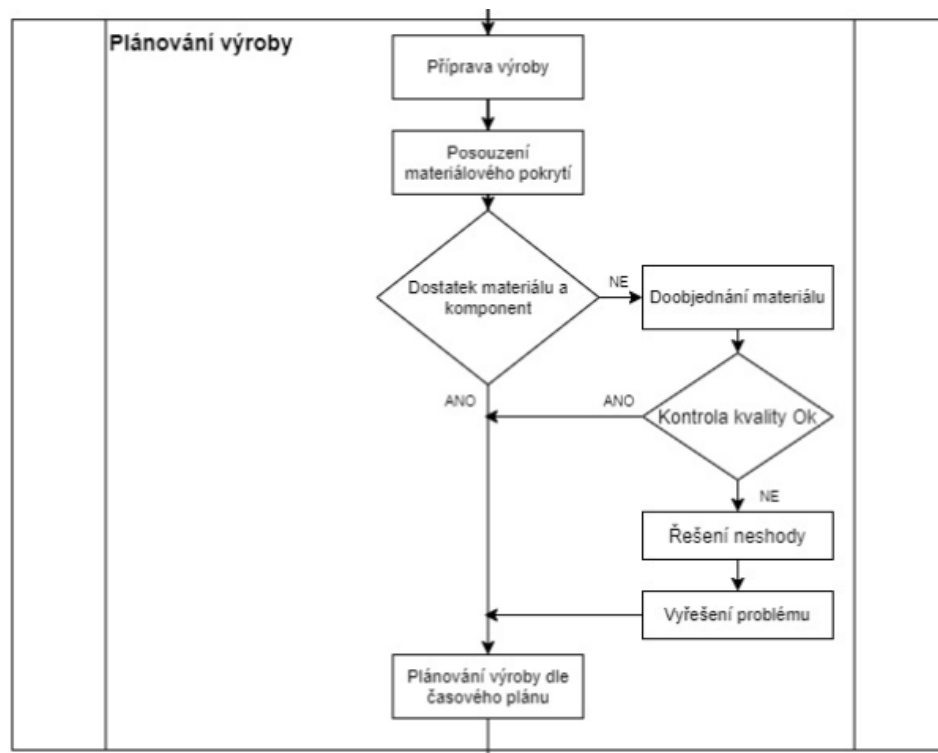 Plánování výroby
Příprava výroby
Posouzení
materiálového pokrytí
Dostatek materiálu a
komponent
NE
Doobjednání materiálu
ANO
ANO
Kontrola kvality Ok
NE
Řešení neshody
Vyřešení problému
Plánování výroby dle
časového plánu